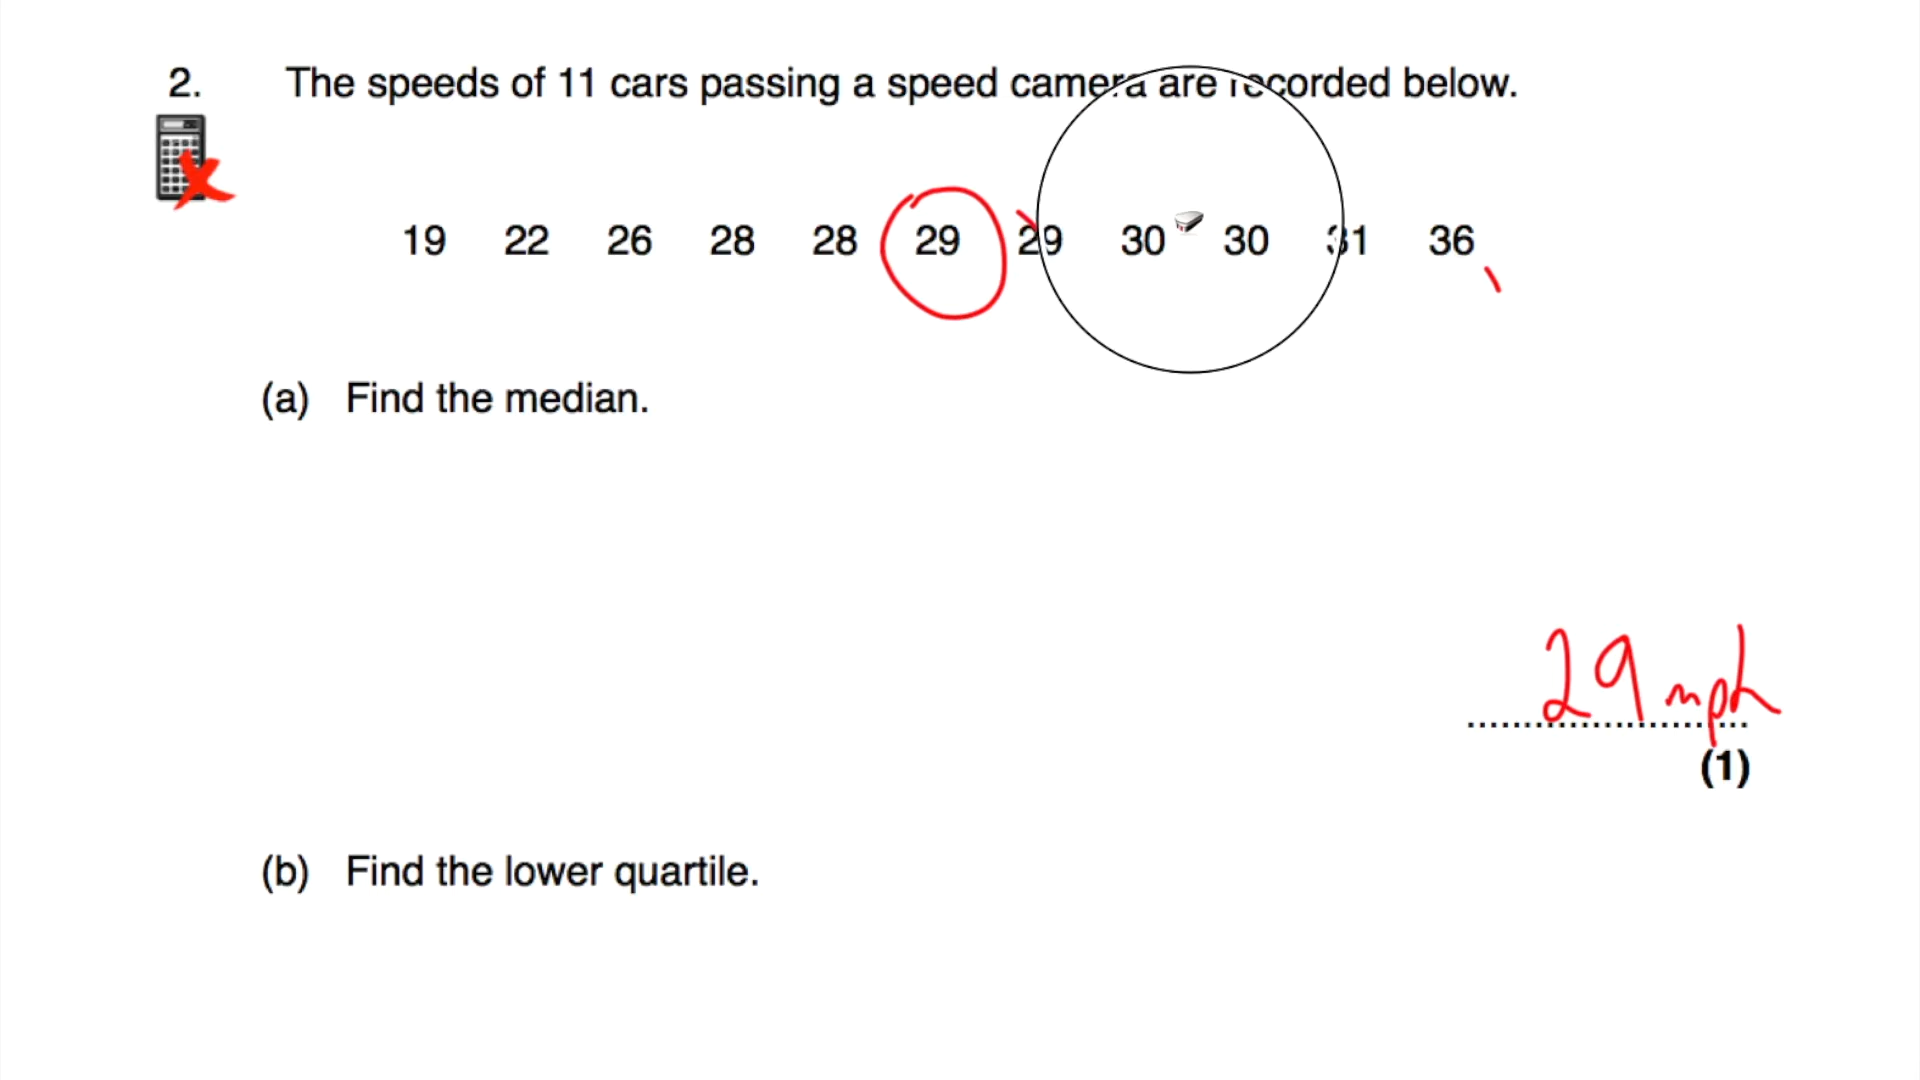 2. The speeds of 11 cars passing a speed camera are recorded below.
19 22 26 28 28 29 29 30 30 31 36
(a) Find the median.
29 mph
(1)
(b) Find the lower quartile.